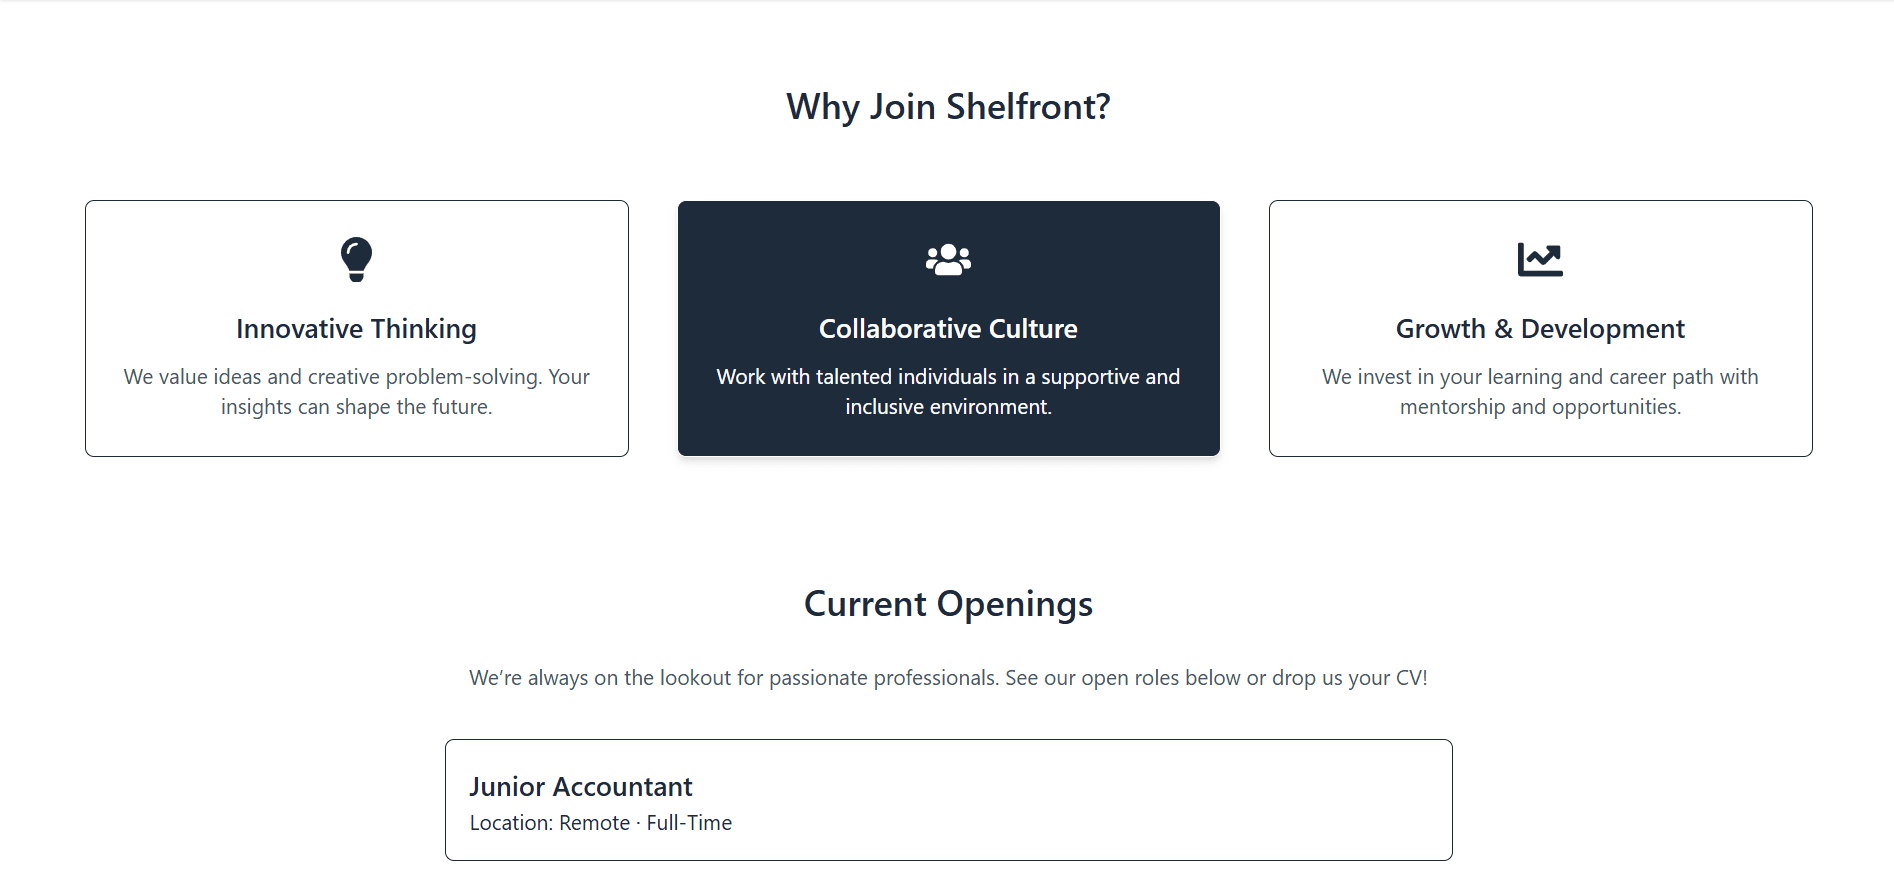 Why Join Shelfront?
Innovative Thinking
We value ideas and creative problem-solving. Your
insights can shape the future.
Collaborative Culture
Work with talented individuals in a supportive and
inclusive environment.
Growth & Development
We invest in your learning and career path with
mentorship and opportunities.
Current Openings
We’re always on the lookout for passionate professionals. See our open roles below or drop us your CV!
Junior Accountant
Location: Remote · Full-Time